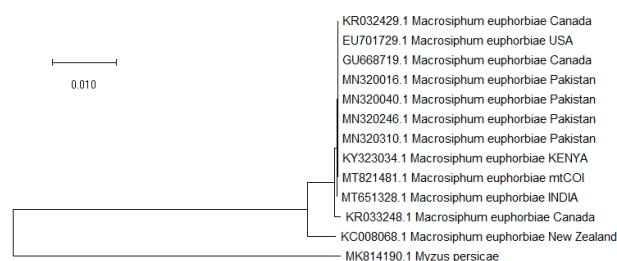 KR032429.1 Macrosiphum euphorbiae Canada
EU701729.1 Macrosiphum euphorbiae USA
GU668719.1 Macrosiphum euphorbiae Canada
MN320016.1 Macrosiphum euphorbiae Pakistan
MN320040.1 Macrosiphum euphorbiae Pakistan
MN320246.1 Macrosiphum euphorbiae Pakistan
MN320310.1 Macrosiphum euphorbiae Pakistan
KY323034.1 Macrosiphum euphorbiae KENYA
MT821481.1 Macrosiphum euphorbiae mtCOI
MT651328.1 Macrosiphum euphorbiae INDIA
KR033248.1 Macrosiphum euphorbiae Canada
KC008068.1 Macrosiphum euphorbiae New Zealand
MK814190.1 Myzus persicae
0.010